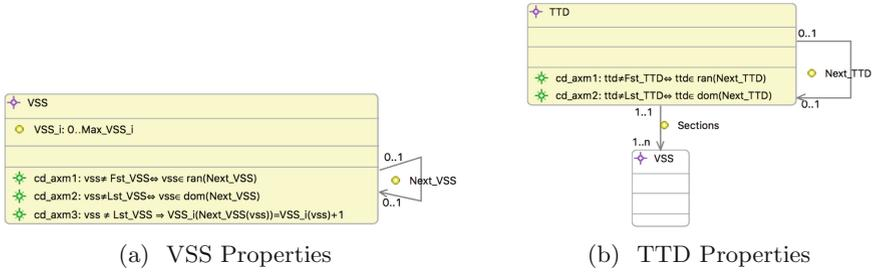 VSS
VSS_i: 0..Max_VSS_i
cd_axm1: vss≠ Fst_VSS⇔ vss∈ ran(Next_VSS)
cd_axm2: vss≠Lst_VSS⇔ vss∈ dom(Next_VSS)
cd_axm3: vss ≠ Lst_VSS ⇒ VSS_i(Next_VSS(vss))=VSS_i(vss)+1
0..1
Next_VSS
0..1
(a) VSS Properties
TTD
cd_axm1: ttd≠Fst_TTD⇔ ttd∈ ran(Next_TTD)
cd_axm2: ttd≠Lst_TTD⇔ ttd∈ dom(Next_TTD)
0..1
Next_TTD
0..1
1..1
Sections
1..n
VSS
(b) TTD Properties